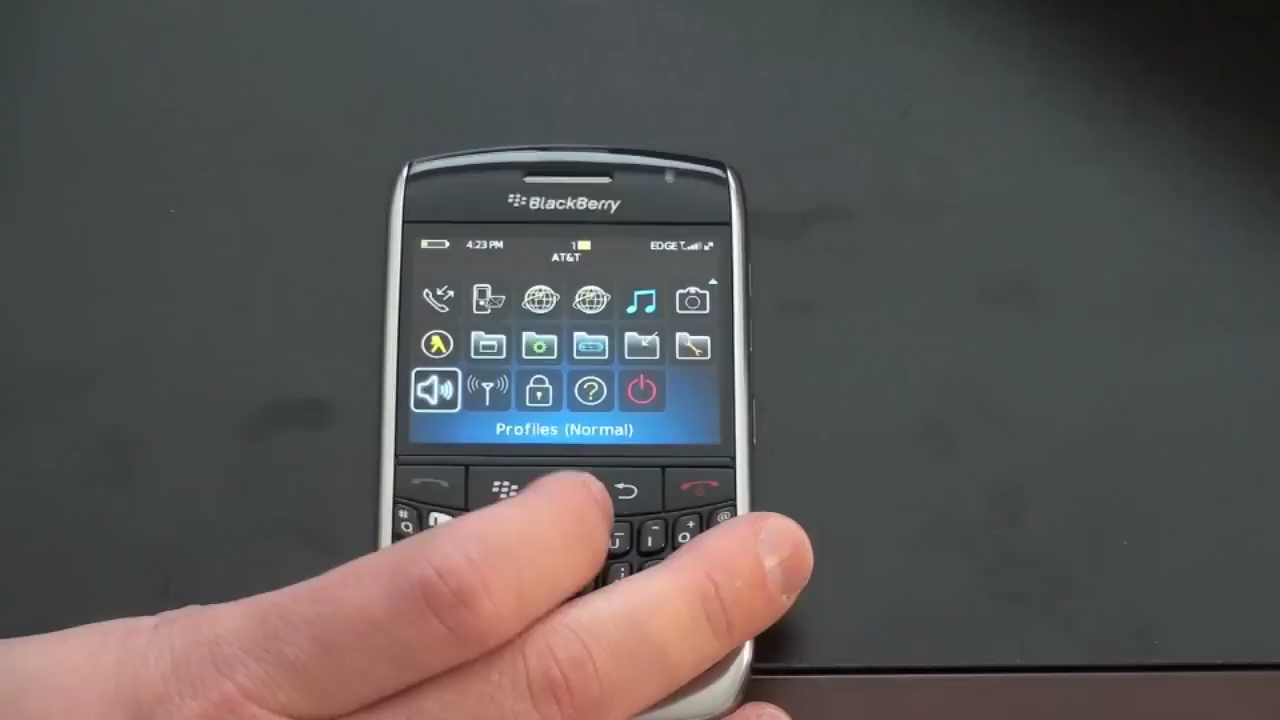 BlackBerry
4:23 PM
1
EDGE
AT&T
?
Profiles (Normal)
#
Q
@
+
i